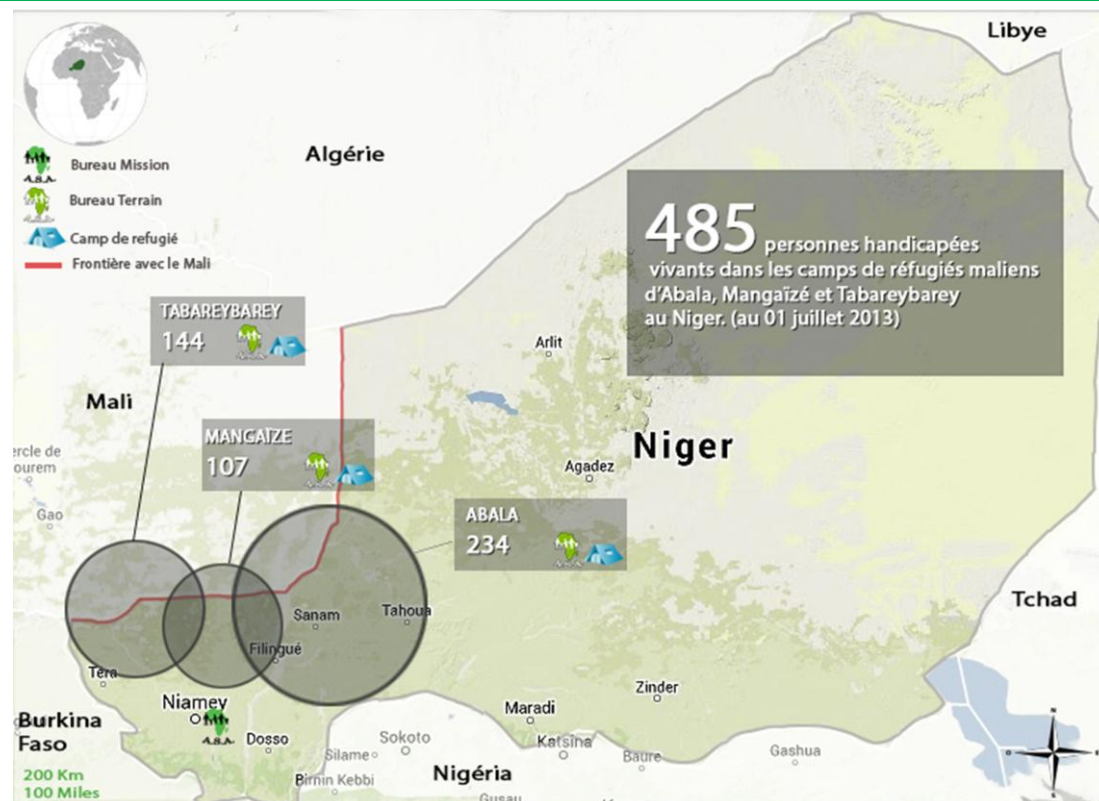 Libye
Algérie
Bureau Mission
Bureau Terrain
Camp de refugié
Frontière avec le Mali
485 personnes handicapées
vivants dans les camps de réfugiés maliens
d'Abala, Mangaïzé et Tabareybarey
au Niger. (au 01 juillet 2013)
TABAREYBAREY
144
Arlit
Mali
MANGAÏZE
107
Niger
Agadez
ercle de
ourem
Gao
ABALA
234
Tchad
Sanam
Tahoua
Filingué
Téra
Zinder
Niamey
A.B.A.
Maradi
Burkina
Faso
Dosso
Sokoto
Katsina
Silame
Baure
Gashua
Birnin Kebbi
Nigéria
200 Km
100 Miles
Gusau
N